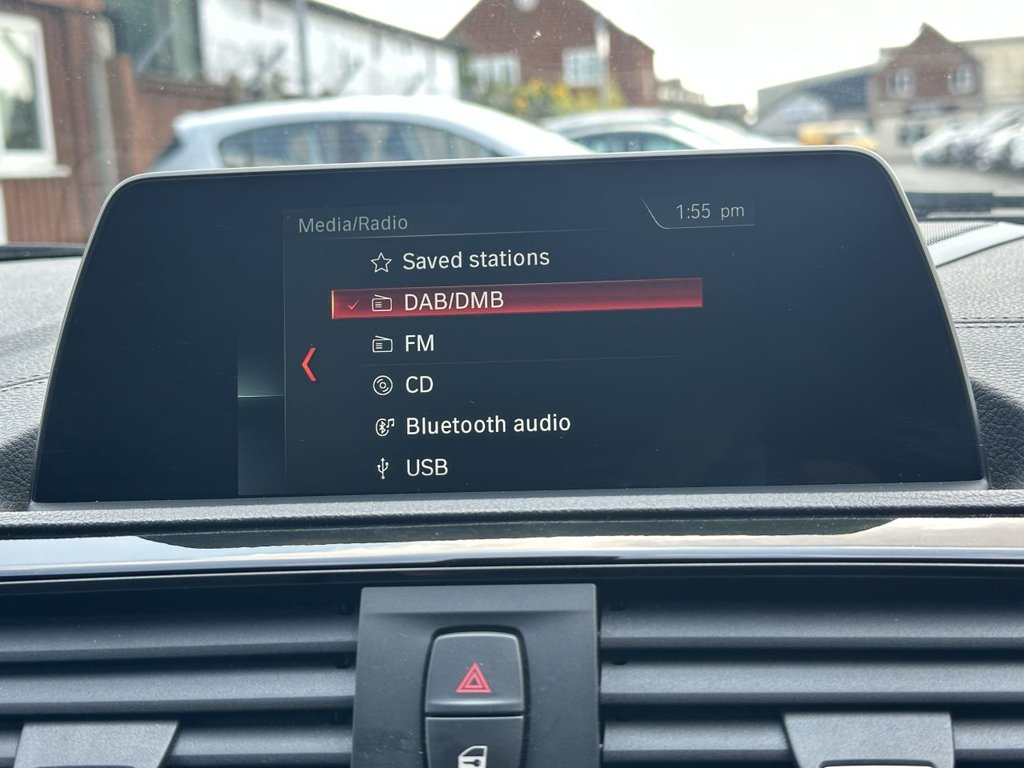 Media/Radio
1:55 pm
Saved stations
DAB/DMB
FM
CD
Bluetooth audio
USB